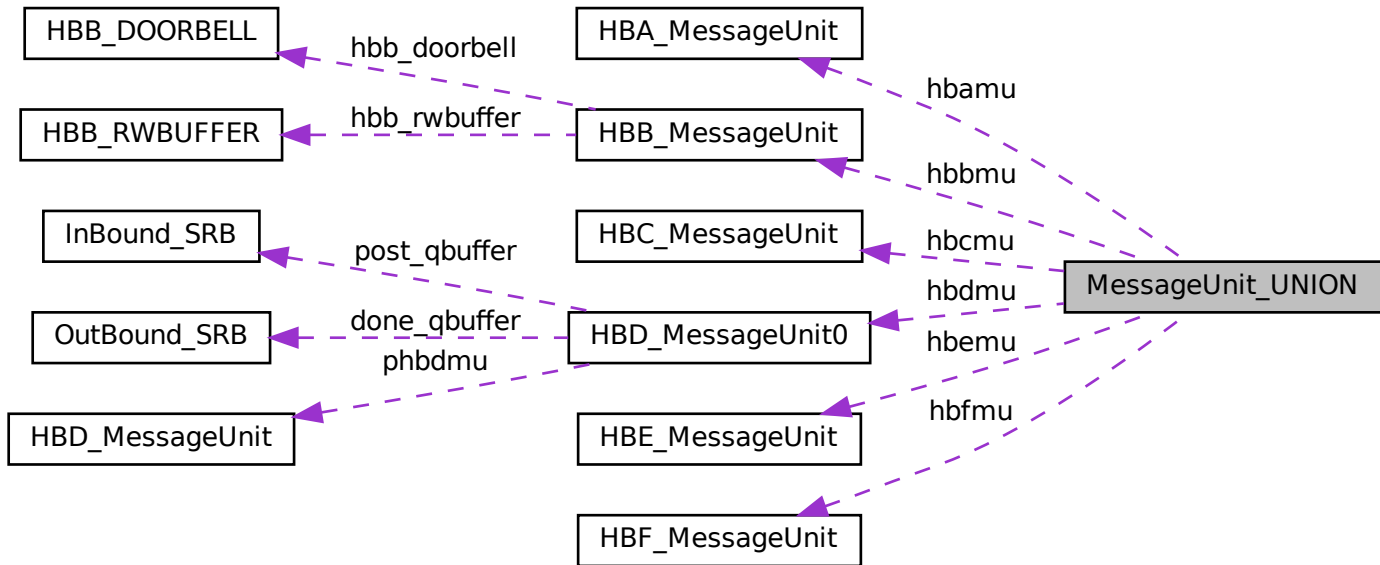 HBB_DOORBELL
hbb_doorbell
HBA_MessageUnit
hbamu
HBB_RWBUFFER
hbb_rwbuffer
HBB_MessageUnit
hbbmu
InBound_SRB
post_qbuffer
HBC_MessageUnit
hbcmu
MessageUnit_UNION
hbdmu
OutBound_SRB
done_qbuffer
HBD_MessageUnit0
hbemu
phbdmu
HBD_MessageUnit
HBE_MessageUnit
hbfmu
HBF_MessageUnit